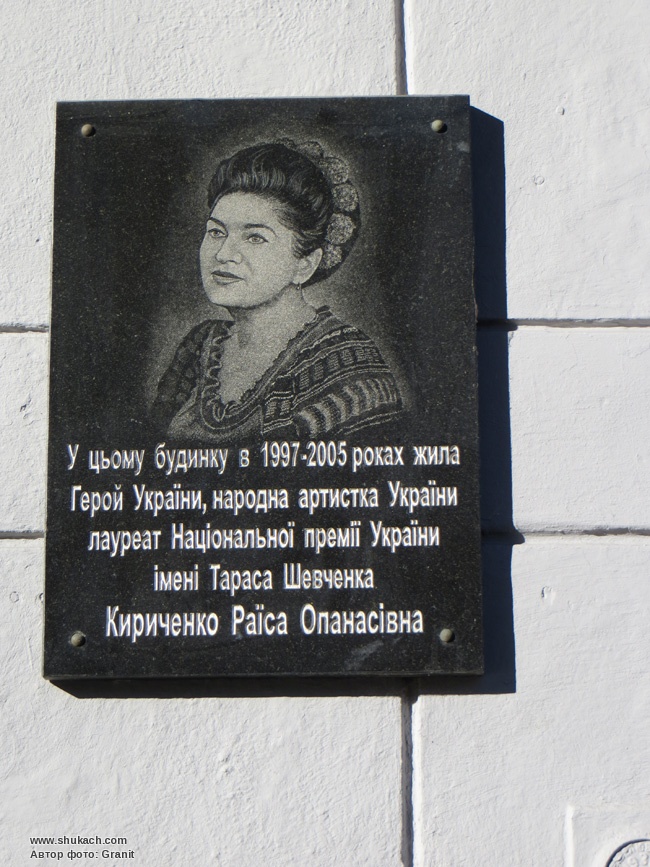 У цьому будинку в 1997-2005 роках жила
Герой України, народна артистка України
лауреат Національної премії України
імені Тараса Шевченка
Кириченко Раїса Опанасівна
www.shukach.com
Автор фото: Granit